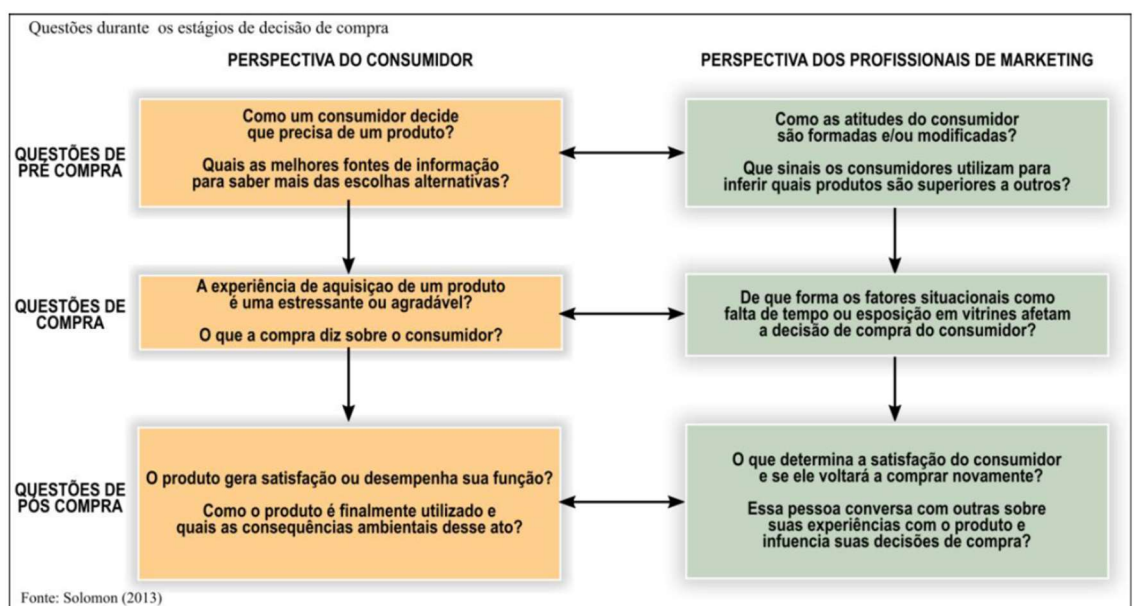 Questões durante os estágios de decisão de compra
PERSPECTIVA DO CONSUMIDOR
PERSPECTIVA DOS PROFISSIONAIS DE MARKETING
QUESTÕES DE
PRÉ COMPRA
Como um consumidor decide
que precisa de um produto?
Quais as melhores fontes de informação
para saber mais das escolhas alternativas?
Como as atitudes do consumidor
são formadas e/ou modificadas?
Que sinais os consumidores utilizam para
inferir quais produtos são superiores a outros?
QUESTÕES DE
COMPRA
A experiência de aquisiçao de um produto
é uma estressante ou agradável?
O que a compra diz sobre o consumidor?
De que forma os fatores situacionais como
falta de tempo ou esposição em vitrines afetam
a decisão de compra do consumidor?
QUESTÕES DE
PÓS COMPRA
O produto gera satisfação ou desempenha sua função?
Como o produto é finalmente utilizado e
quais as consequências ambientais desse ato?
O que determina a satisfação do consumidor
e se ele voltará a comprar novamente?
Essa pessoa conversa com outras sobre
suas experiências com o produto e
infuencia suas decisões de compra?
Fonte: Solomon (2013)